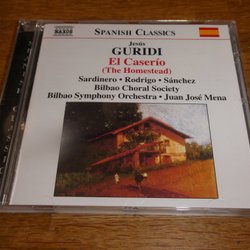 NAXOS
SPANISH CLASSICS
Jesús
GURIDI
El Caserío
(The Homestead)
Sardinero • Rodrigo • Sánchez
Bilbao Choral Society
Bilbao Symphony Orchestra • Juan José Mena